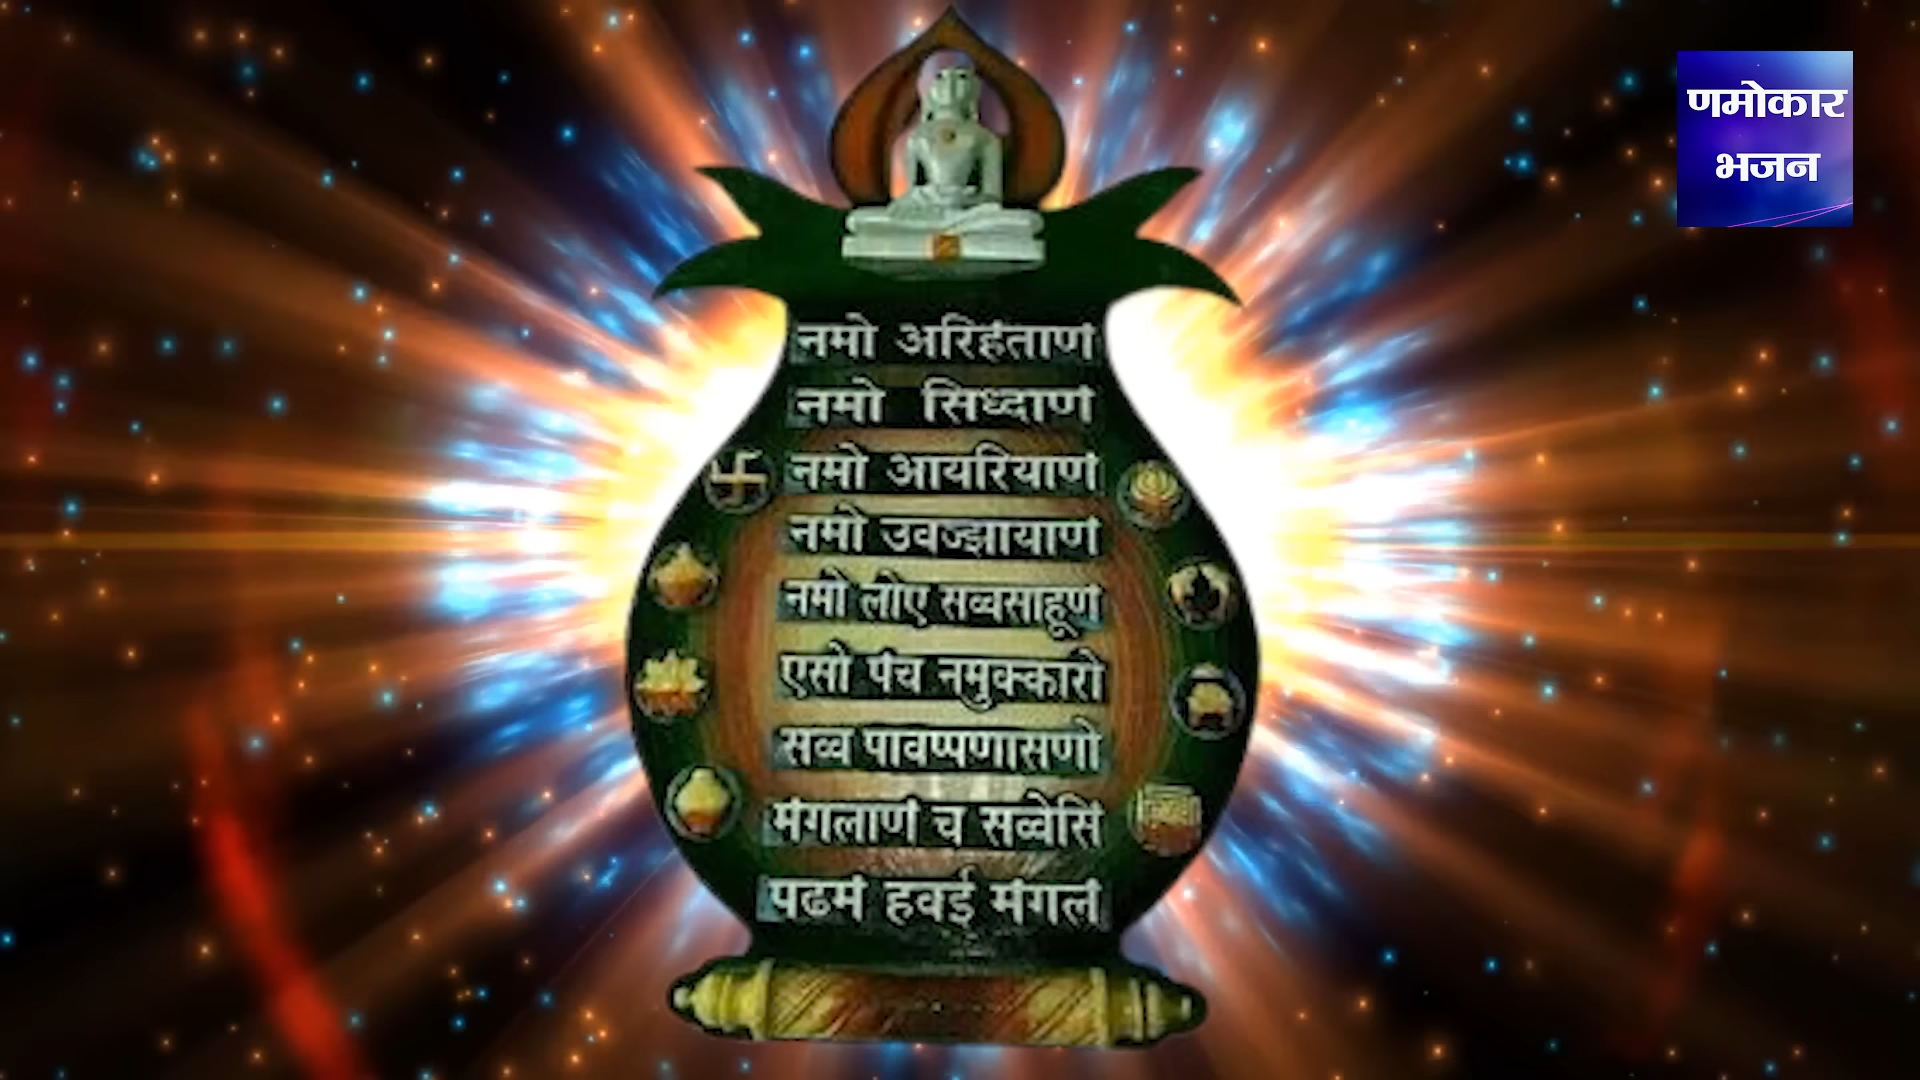 णमोकार
भजन
नमो अरिहंताणं
नमो सिध्दाणं
नमो आयरियाणं
नमो उवज्झायाणं
नमो लोए सव्वसाहूणं
एसो पंच नमुक्कारो
सव्व पावप्पणासणो
मंगलाणं च सव्वेसिं
पढमं हवई मंगलं